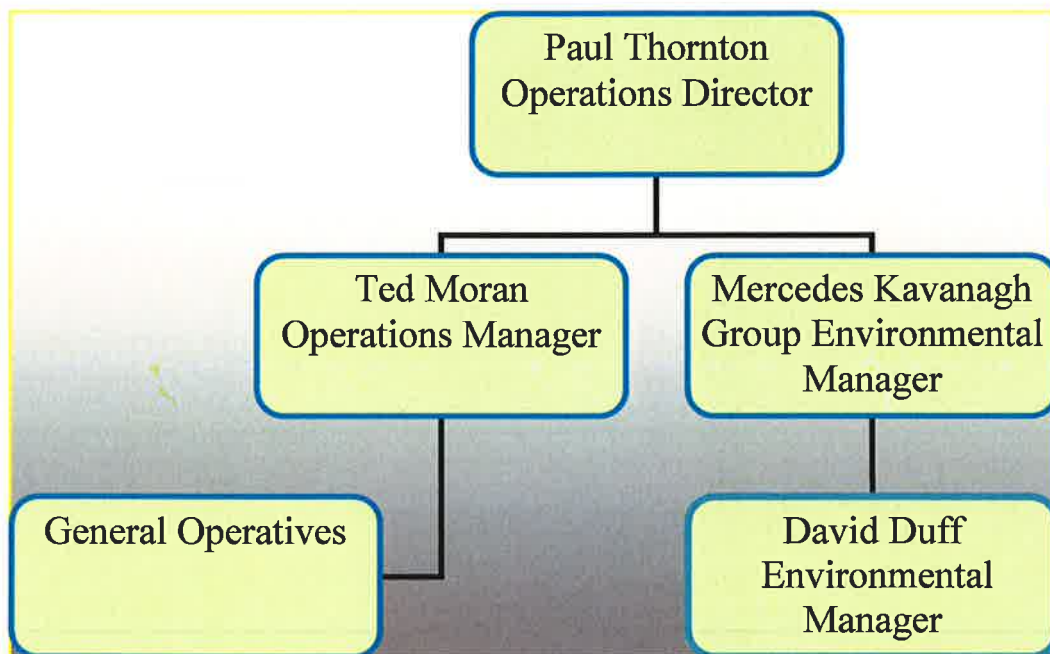 Paul Thornton
Operations Director
Ted Moran
Operations Manager
Mercedes Kavanagh
Group Environmental
Manager
General Operatives
David Duff
Environmental
Manager